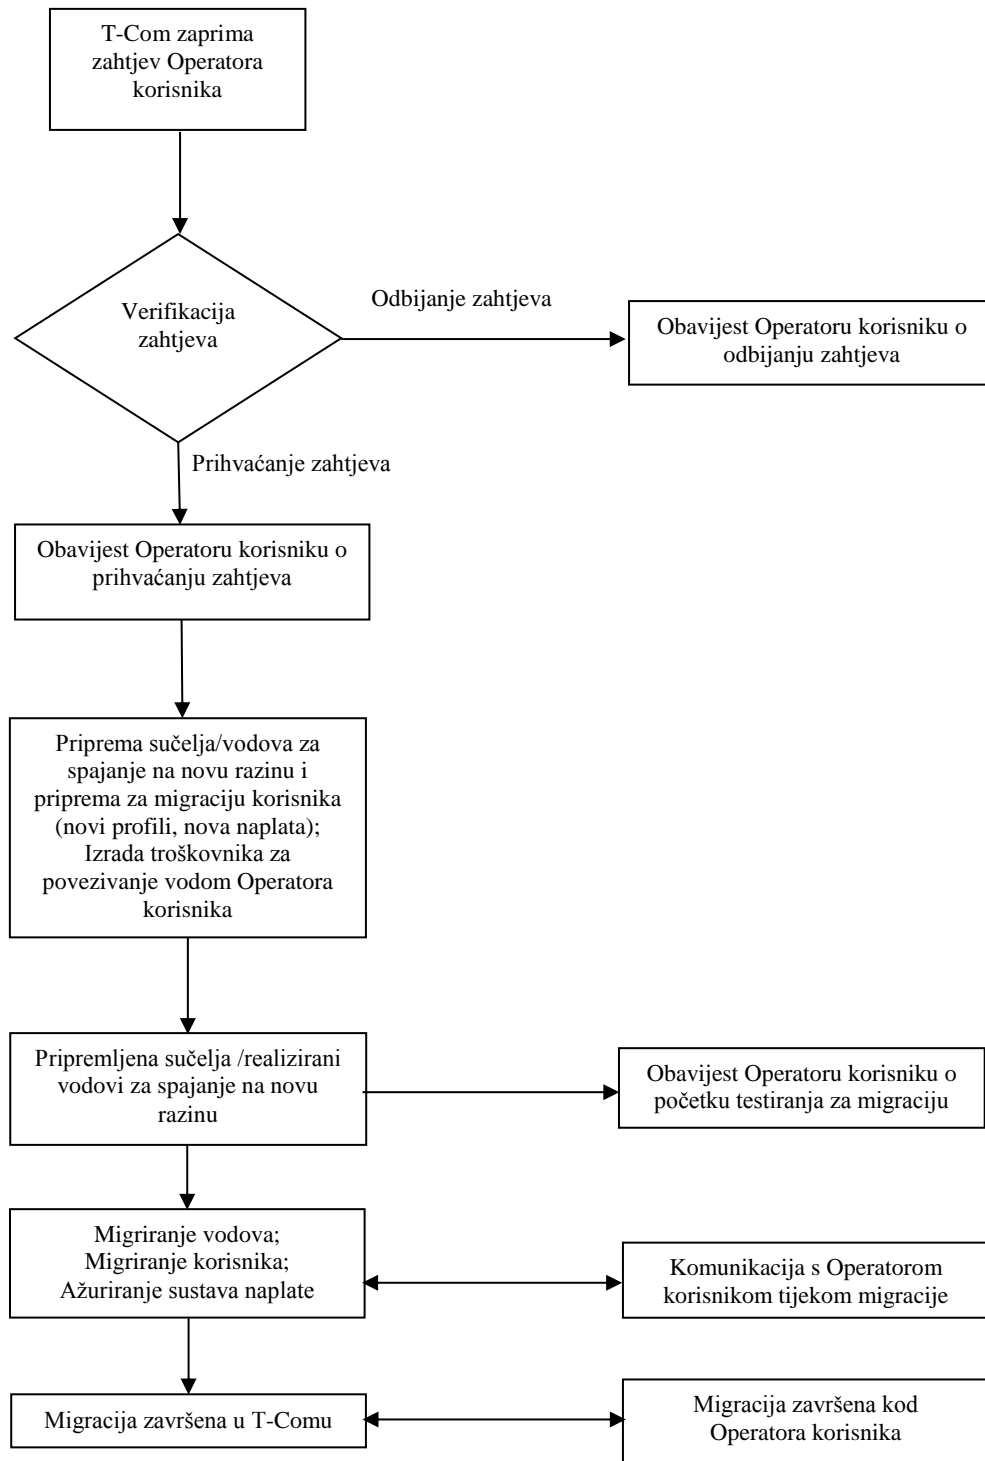 T-Com zaprima
zahtjev Operatora
korisnika
Verifikacija
zahtjeva
Odbijanje zahtjeva
Obavijest Operatoru korisniku o
odbijanju zahtjeva
Prihvaćanje zahtjeva
Obavijest Operatoru korisniku o
prihvaćanju zahtjeva
Priprema sučelja/vodova za
spajanje na novu razinu i
priprema za migraciju korisnika
(novi profili, nova naplata);
Izrada troškovnika za
povezivanje vodom Operatora
korisnika
Pripremljena sučelja /realizirani
vodovi za spajanje na novu
razinu
Obavijest Operatoru korisniku o
početku testiranja za migraciju
Migriranje vodova;
Migriranje korisnika;
Ažuriranje sustava naplate
Komunikacija s Operatorom
korisnikom tijekom migracije
Migracija završena u T-Comu
Migracija završena kod
Operatora korisnika